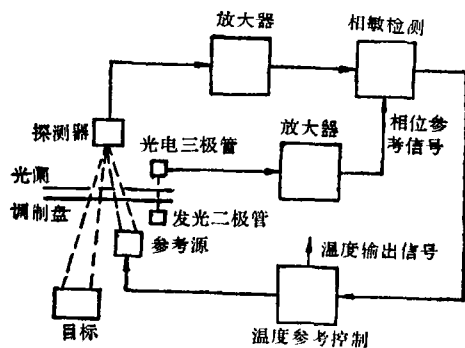 放大器
相敏检测
探测器
光电三极管
放大器
相位参
考信号
光阑
调制盘
发光二极管
参考源
温度输出信号
目标
温度参考控制